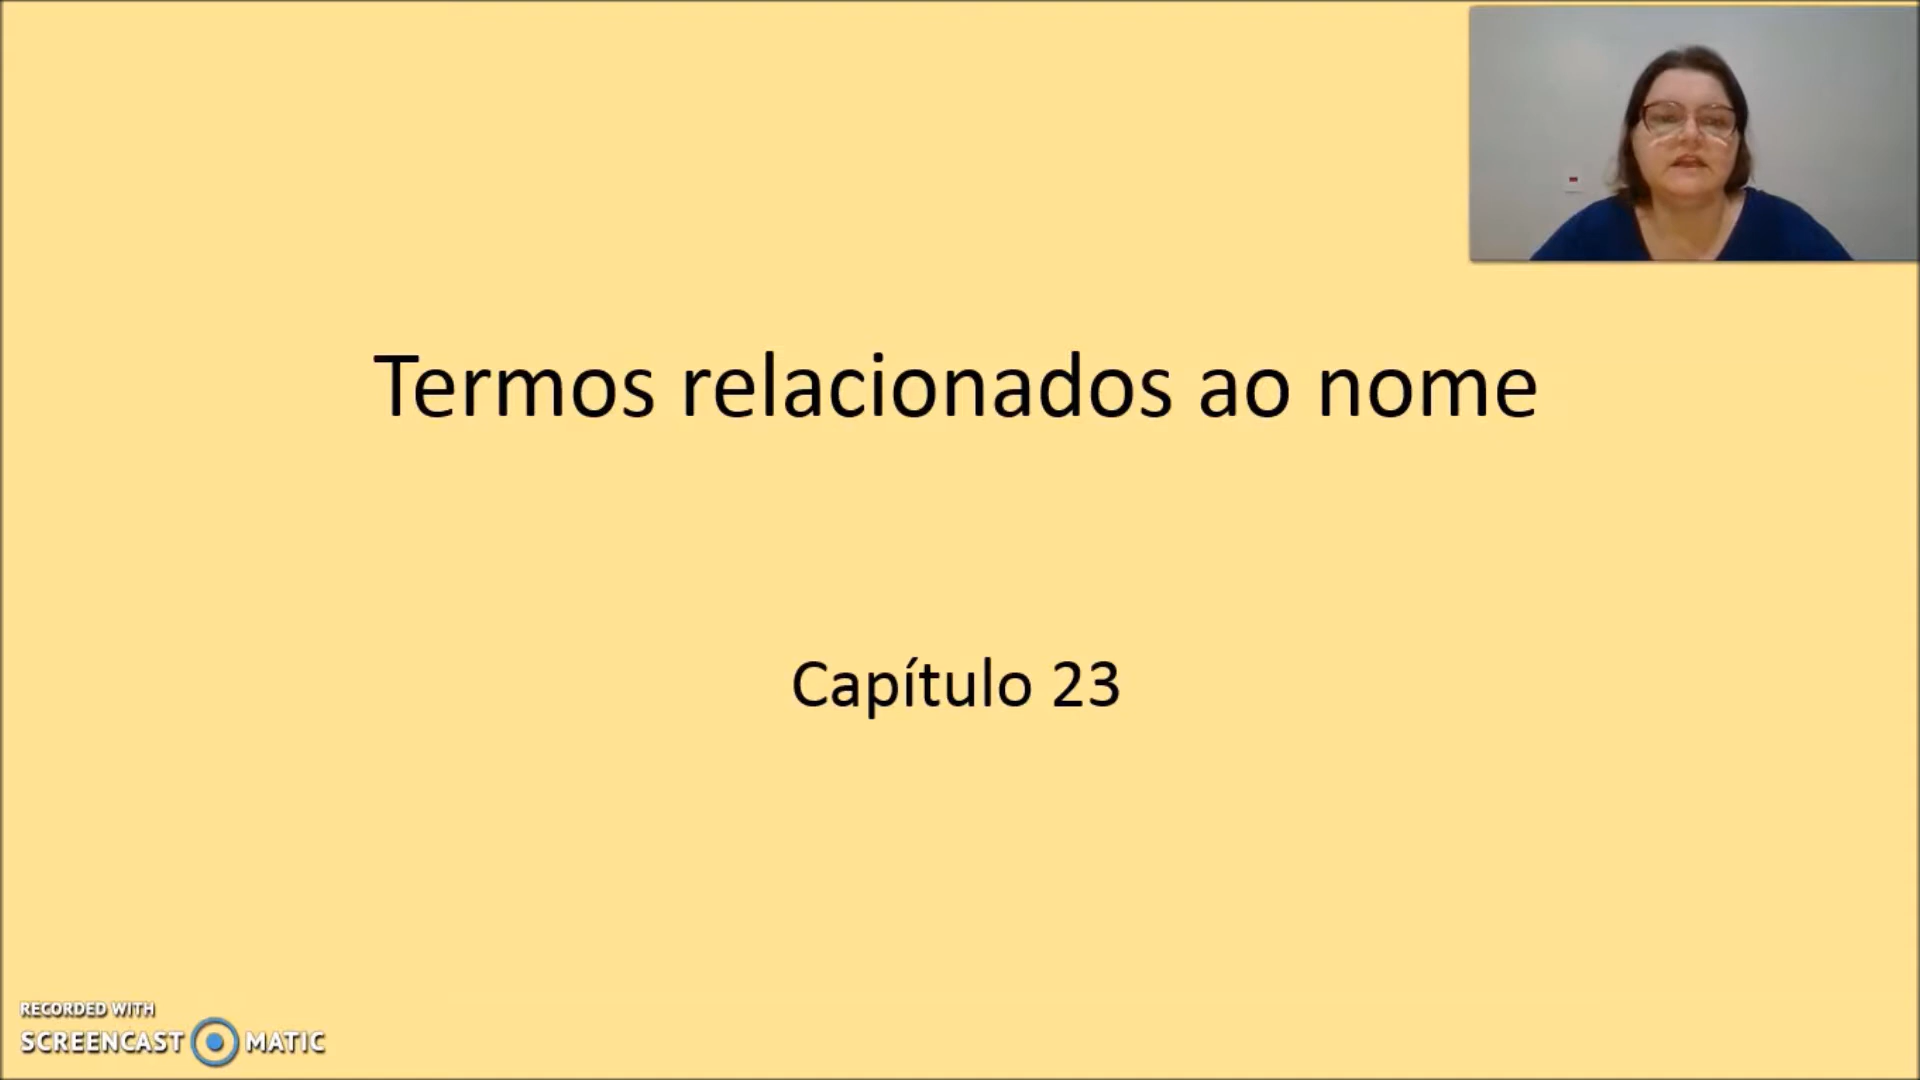 Termos relacionados ao nome
Capítulo 23
RECORDED WITH
SCREENCAST MATIC